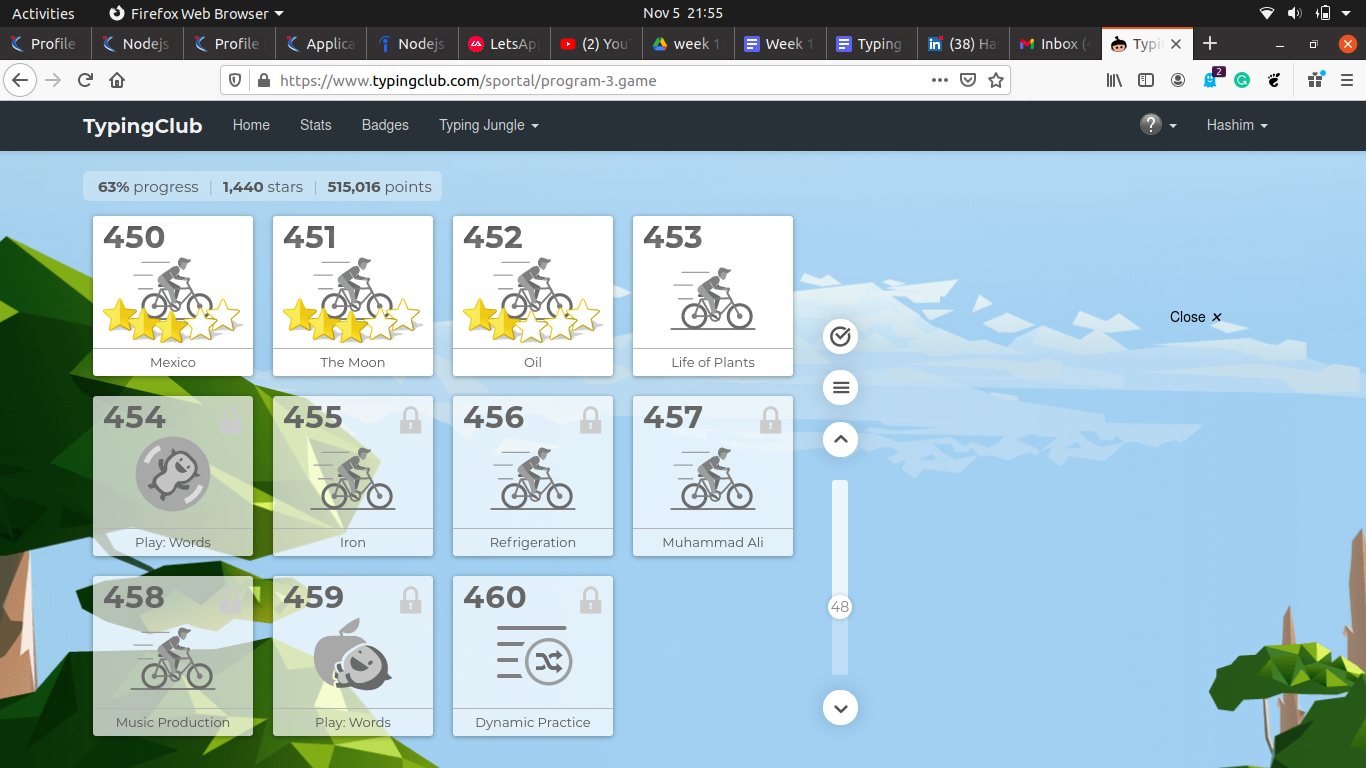 Activities Firefox Web Browser Nov 5 21:55
Profile Nodejs Profile Applica Nodejs LetsAp (2) You week 1 Week 1 Typing (38) Ha Inbox (4 Typi
https://www.typingclub.com/sportal/program-3.game 2
TypingClub Home Stats Badges Typing Jungle ? Hashim
63% progress | 1,440 stars | 515,016 points
450 451 452 453
Mexico The Moon Oil Life of Plants
Close ×
454 455 456 457
Play: Words Iron Refrigeration Muhammad Ali
458 459 460
48
Music Production Play: Words Dynamic Practice